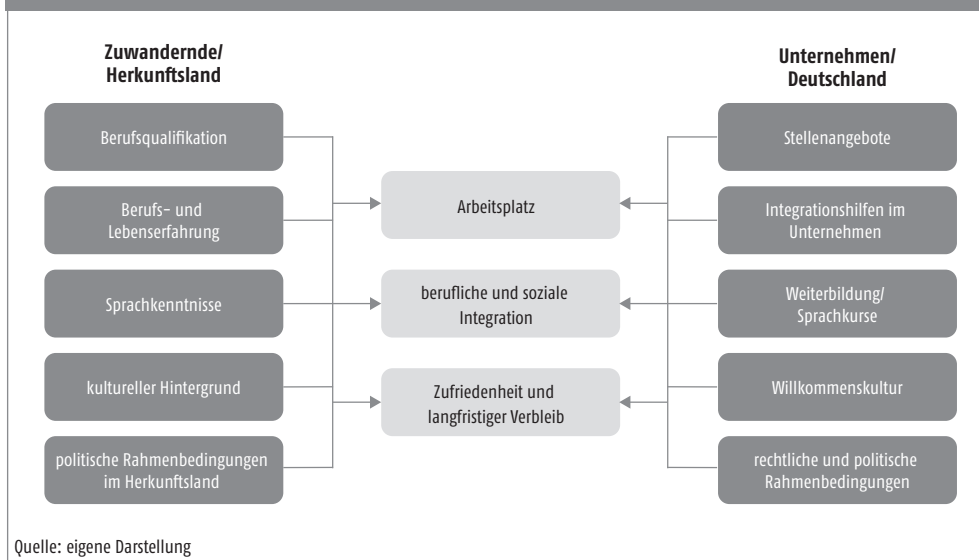 Zuwandernde/
Herkunftsland
Berufsqualifikation
Berufs- und
Lebenserfahrung
Sprachkenntnisse
kultureller Hintergrund
politische Rahmenbedingungen
im Herkunftsland
Arbeitsplatz
berufliche und soziale
Integration
Zufriedenheit und
langfristiger Verbleib
Unternehmen/
Deutschland
Stellenangebote
Integrationshilfen im
Unternehmen
Weiterbildung/
Sprachkurse
Willkommenskultur
rechtliche und politische
Rahmenbedingungen
Quelle: eigene Darstellung